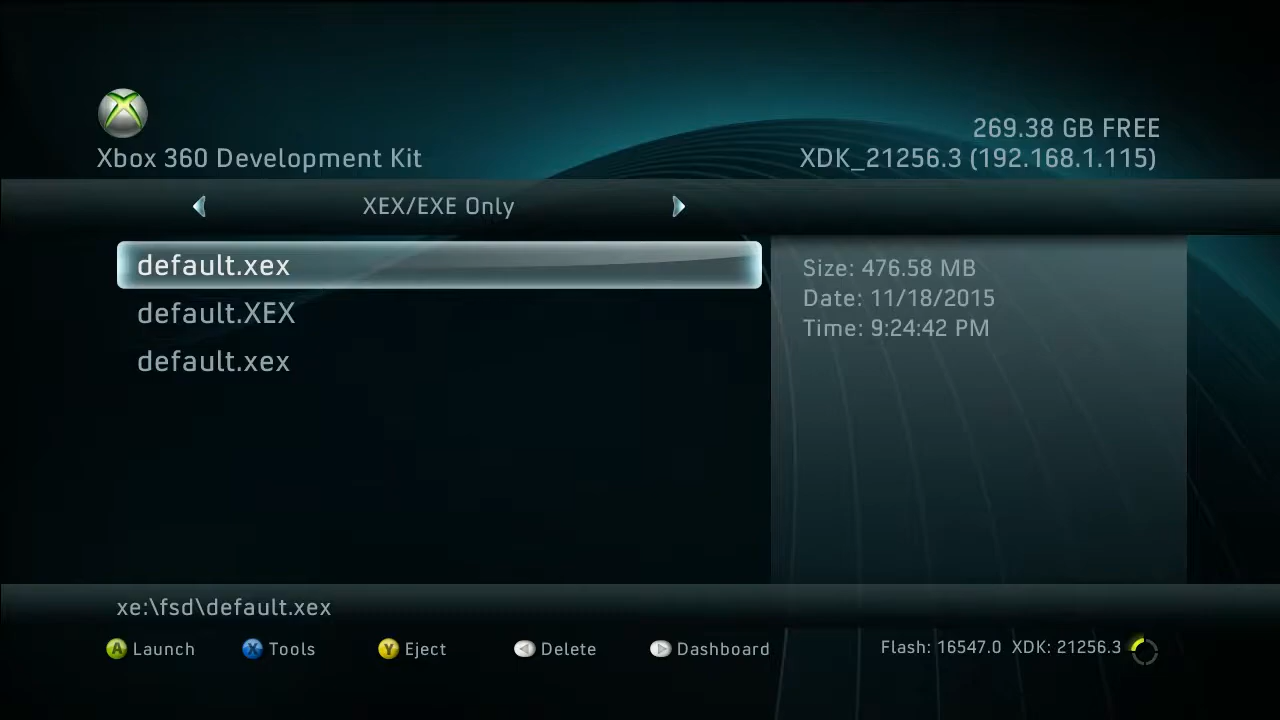 269.38 GB FREE
Xbox 360 Development Kit
XDK_21256.3 (192.168.1.115)
XEX/EXE Only
default.xex
default.XEX
default.xex
Size: 476.58 MB
Date: 11/18/2015
Time: 9:24:42 PM
xe:\fsd\default.xex
A Launch
X Tools
Y Eject
Delete
Dashboard
Flash: 16547.0 XDK: 21256.3